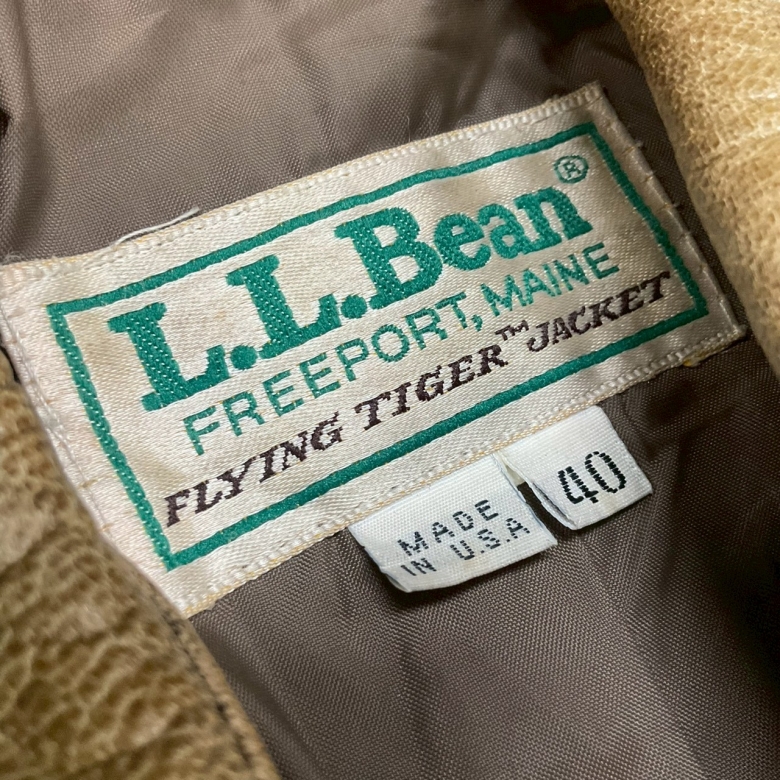 L.L.Bean®
FREEPORT, MAINE
FLYING TIGER™ JACKET
MADE
IN U.S.A
40